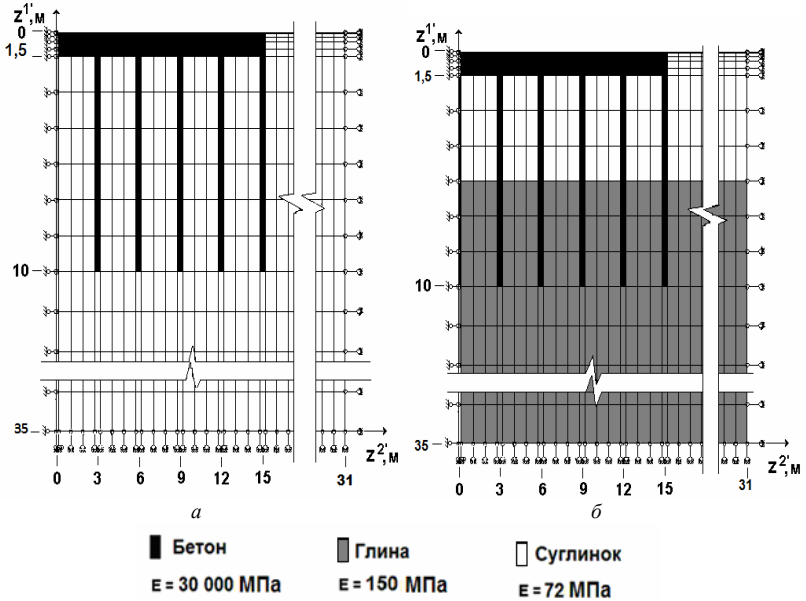 z¹', м
0
1,5
10
35
z²', м
0 3 6 9 12 15 31
а
z¹', м
0
1,5
10
35
z²', м
0 3 6 9 12 15 31
б
Бетон
E = 30 000 МПа
Глина
E = 150 МПа
Суглинок
E = 72 МПа